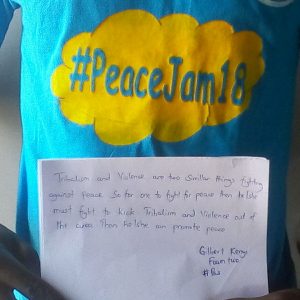 #PeaceJam18
Tribalism and Violence are two similar things fighting
against Peace. So for one to fight for peace then he/she
must fight to kick Tribalism and Violence out of
the area. Then he/she can promote peace
Gilbert Keny
Form two